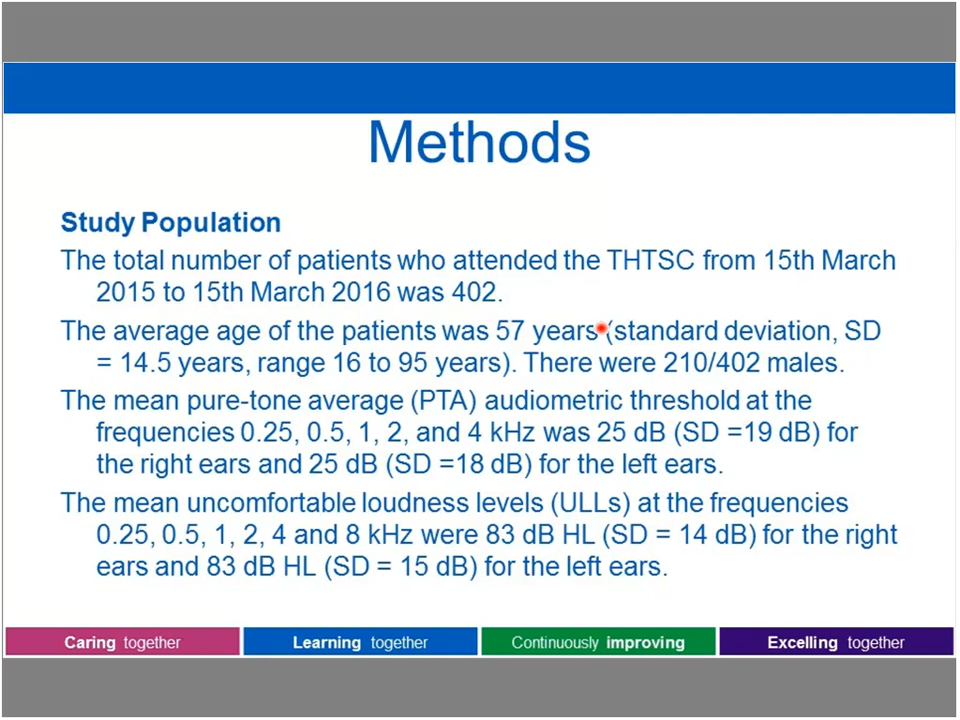 Methods
Study Population
The total number of patients who attended the THTSC from 15th March
2015 to 15th March 2016 was 402.
The average age of the patients was 57 years (standard deviation, SD
= 14.5 years, range 16 to 95 years). There were 210/402 males.
The mean pure-tone average (PTA) audiometric threshold at the
frequencies 0.25, 0.5, 1, 2, and 4 kHz was 25 dB (SD =19 dB) for
the right ears and 25 dB (SD =18 dB) for the left ears.
The mean uncomfortable loudness levels (ULLs) at the frequencies
0.25, 0.5, 1, 2, 4 and 8 kHz were 83 dB HL (SD = 14 dB) for the right
ears and 83 dB HL (SD = 15 dB) for the left ears.
Caring together
Learning together
Continuously improving
Excelling together